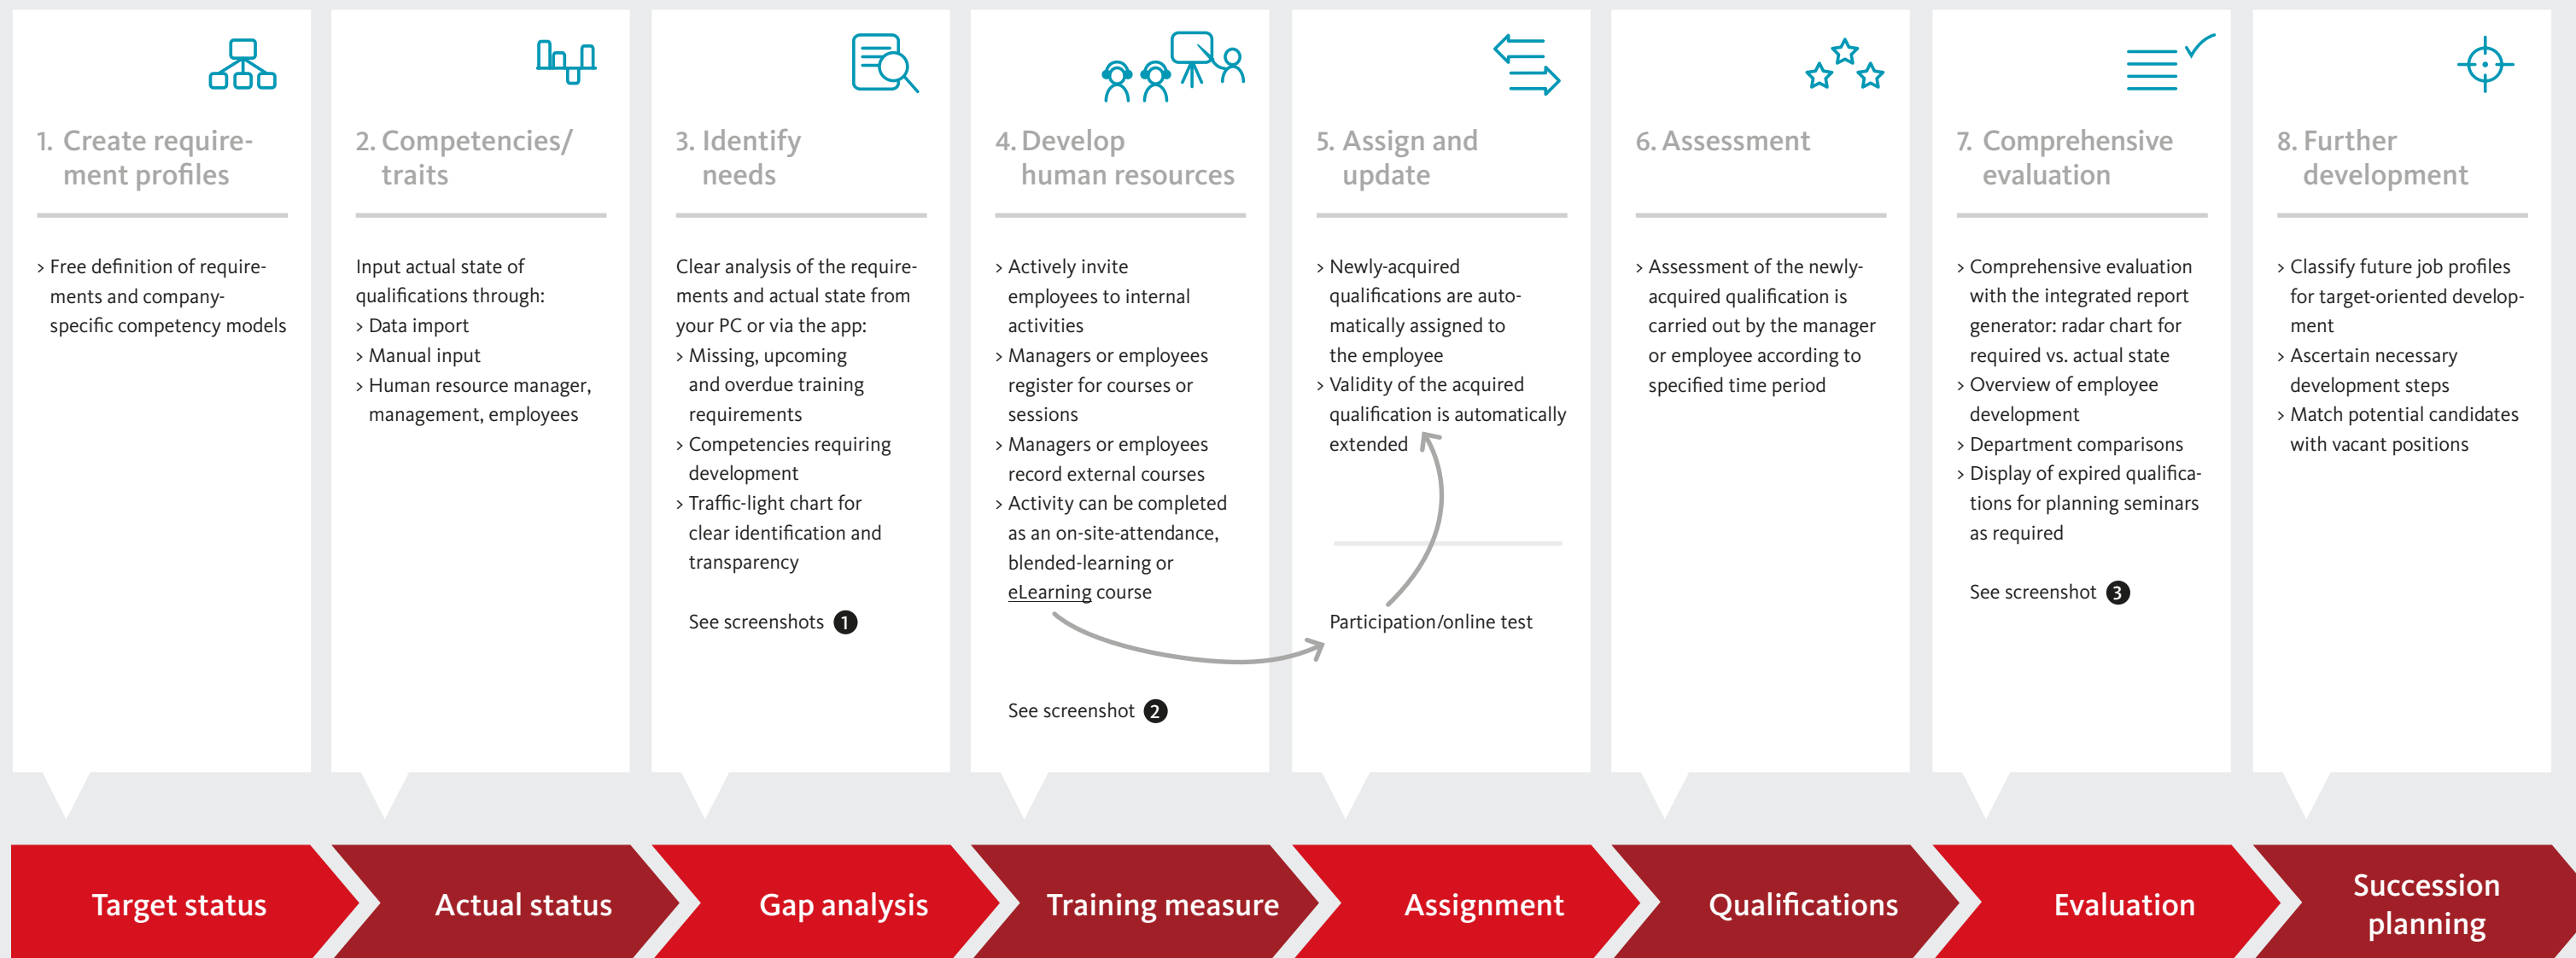 1. Create require-
ment profiles
> Free definition of require-
ments and company-
specific competency models
2. Competencies/
traits
Input actual state of
qualifications through:
> Data import
> Manual input
> Human resource manager,
management, employees
3. Identify
needs
Clear analysis of the require-
ments and actual state from
your PC or via the app:
> Missing, upcoming
and overdue training
requirements
> Competencies requiring
development
> Traffic-light chart for
clear identification and
transparency
See screenshots 1
4. Develop
human resources
> Actively invite
employees to internal
activities
> Managers or employees
register for courses or
sessions
> Managers or employees
record external courses
> Activity can be completed
as an on-site-attendance,
blended-learning or
eLearning course
See screenshot 2
5. Assign and
update
> Newly-acquired
qualifications are auto-
matically assigned to
the employee
> Validity of the acquired
qualification is automatically
extended
Participation/online test
6. Assessment
> Assessment of the newly-
acquired qualification is
carried out by the manager
or employee according to
specified time period
7. Comprehensive
evaluation
> Comprehensive evaluation
with the integrated report
generator: radar chart for
required vs. actual state
> Overview of employee
development
> Department comparisons
> Display of expired qualifica-
tions for planning seminars
as required
See screenshot 3
8. Further
development
> Classify future job profiles
for target-oriented develop-
ment
> Ascertain necessary
development steps
> Match potential candidates
with vacant positions
Target status
Actual status
Gap analysis
Training measure
Assignment
Qualifications
Evaluation
Succession
planning